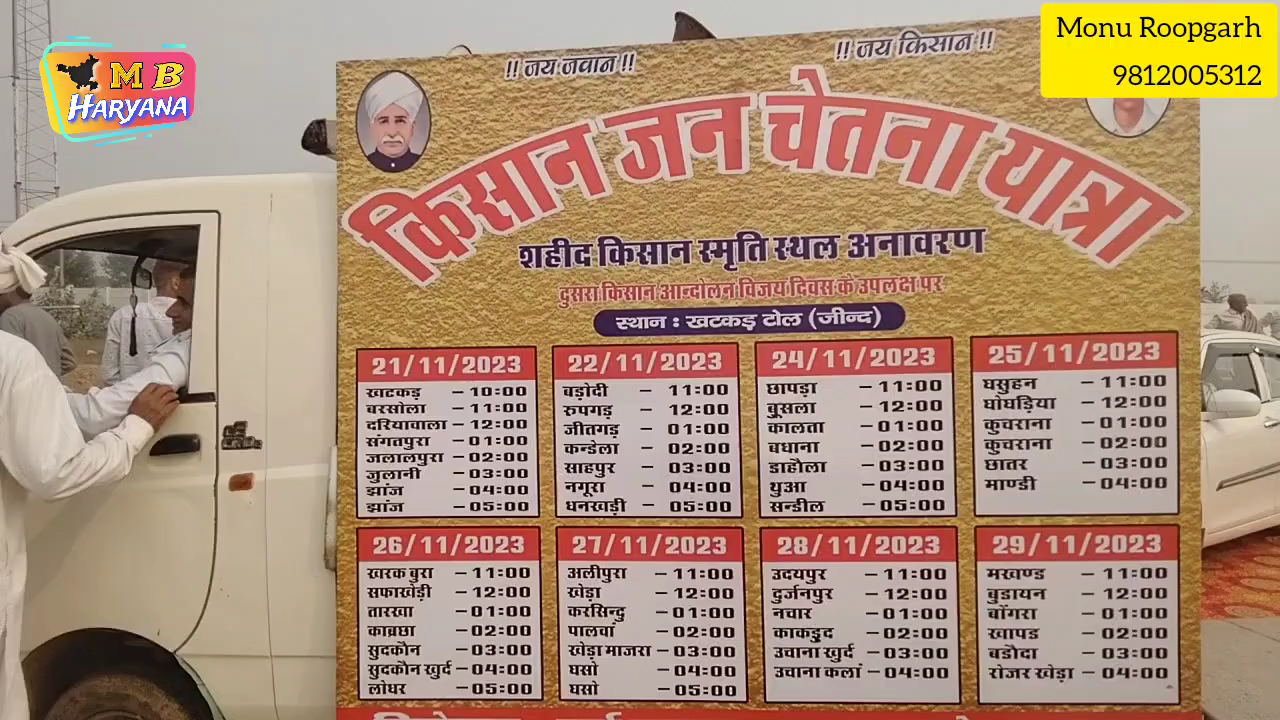 Monu Roopgarh
9812005312
M B
HARYANA
!! जय जवान !!
!! जय किसान !!
किसान जन चेतना यात्रा
शहीद किसान स्मृति स्थल अनावरण
दुसरा किसान आन्दोलन विजय दिवस के उपलक्ष पर
स्थान : खटकड़ टोल (जीन्द)
21/11/2023
खटकड़ - 10:00
बरसोला - 11:00
दरियावाला - 12:00
संगतपुरा - 01:00
जलालपुरा - 02:00
जुलानी - 03:00
झांज - 04:00
झांज - 05:00
22/11/2023
बड़ोदी - 11:00
रुपगड़ - 12:00
जीतगड़ - 01:00
कन्डेला - 02:00
साहपुर - 03:00
नगूरा - 04:00
धनखड़ी - 05:00
24/11/2023
छापड़ा - 11:00
बुसला - 12:00
कालता - 01:00
बधाना - 02:00
डाहौला - 03:00
थुआ - 04:00
सन्डील - 05:00
25/11/2023
घसुहन - 11:00
घोघड़िया - 12:00
कुचराना - 01:00
कुचराना - 02:00
छातर - 03:00
माण्डी - 04:00
26/11/2023
खरक बुरा - 11:00
सफाखेड़ी - 12:00
तारखा - 01:00
काब्रछा - 02:00
सुदकौन - 03:00
सुदकौन खुर्द - 04:00
लोधर - 05:00
27/11/2023
अलीपुरा - 11:00
खेड़ा - 12:00
करसिन्दु - 01:00
पालवां - 02:00
खेड़ा माजरा - 03:00
घसो - 04:00
घसो - 05:00
28/11/2023
उदयपुर - 11:00
दुर्जनपुर - 12:00
नचार - 01:00
काकड़ुद - 02:00
उचाना खुर्द - 03:00
उचाना कलां - 04:00
29/11/2023
मखण्ड - 11:00
बुडायन - 12:00
बोंगरा - 01:00
खापड - 02:00
बडौदा - 03:00
रोजर खेड़ा - 04:00